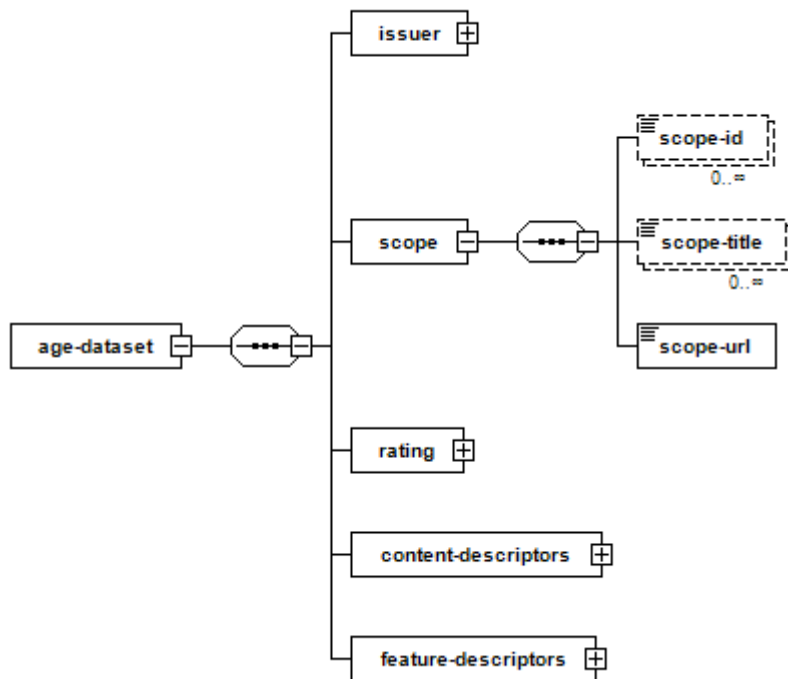 issuer
scope-id
0..∞
scope
scope-title
0..∞
age-dataset
scope-url
rating
content-descriptors
feature-descriptors